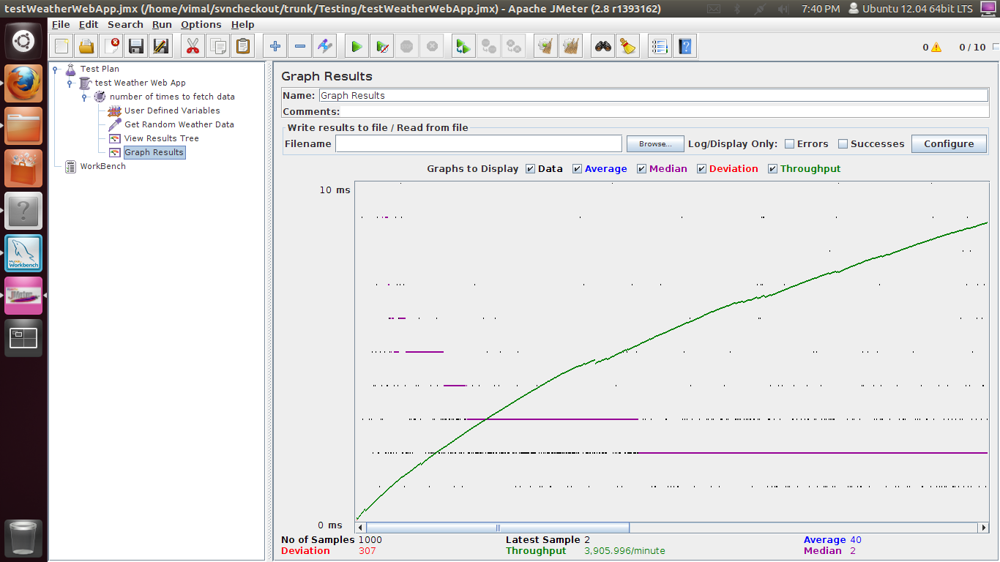 testWeatherWebApp.jmx (/home/vimal/svncheckout/trunk/Testing/testWeatherWebApp.jmx) - Apache JMeter (2.8 r1393162) 7:40 PM Ubuntu 12.04 64bit LTS
File Edit Search Run Options Help
0 0 / 10
Test Plan
test Weather Web App
number of times to fetch data
User Defined Variables
Get Random Weather Data
View Results Tree
Graph Results
WorkBench
Workbench
JMeter
Graph Results
Name: Graph Results
Comments:
Write results to file / Read from file
Filename Browse... Log/Display Only: Errors Successes Configure
Graphs to Display Data Average Median Deviation Throughput
10 ms
0 ms
No of Samples 1000 Latest Sample 2 Average 40
Deviation 307 Throughput 3,905.996/minute Median 2